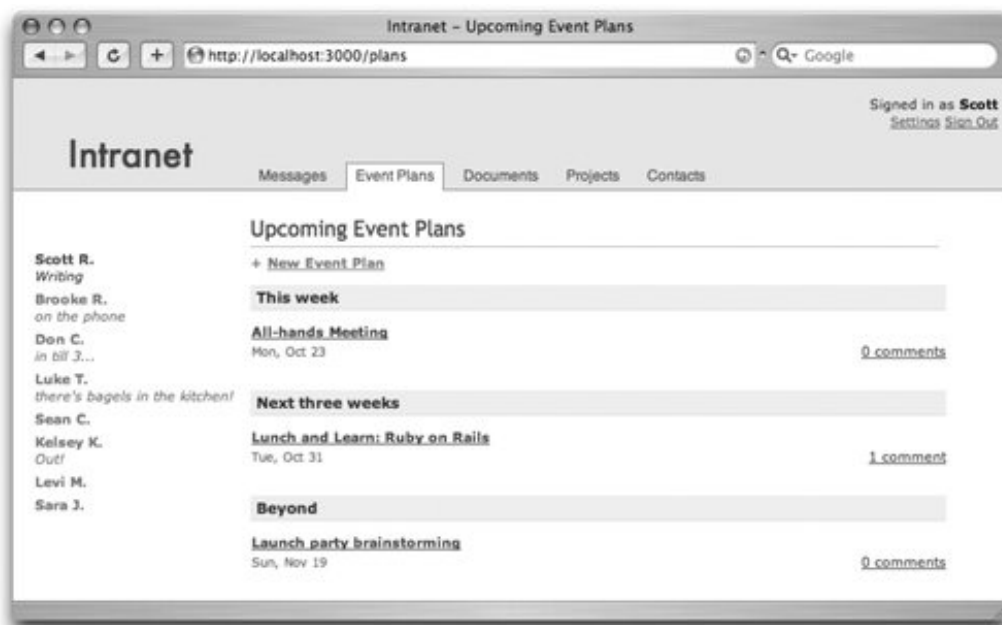 Intranet – Upcoming Event Plans
http://localhost:3000/plans
Google
Signed in as Scott
Settings Sign Out
Intranet
Messages Event Plans Documents Projects Contacts
Upcoming Event Plans
+ New Event Plan
Scott R.
Writing
Brooke R.
on the phone
Don C.
in till 3...
Luke T.
there's bagels in the kitchen!
Sean C.
Kelsey K.
Out!
Levi M.
Sara J.
This week
All-hands Meeting
Mon, Oct 23
0 comments
Next three weeks
Lunch and Learn: Ruby on Rails
Tue, Oct 31
1 comment
Beyond
Launch party brainstorming
Sun, Nov 19
0 comments